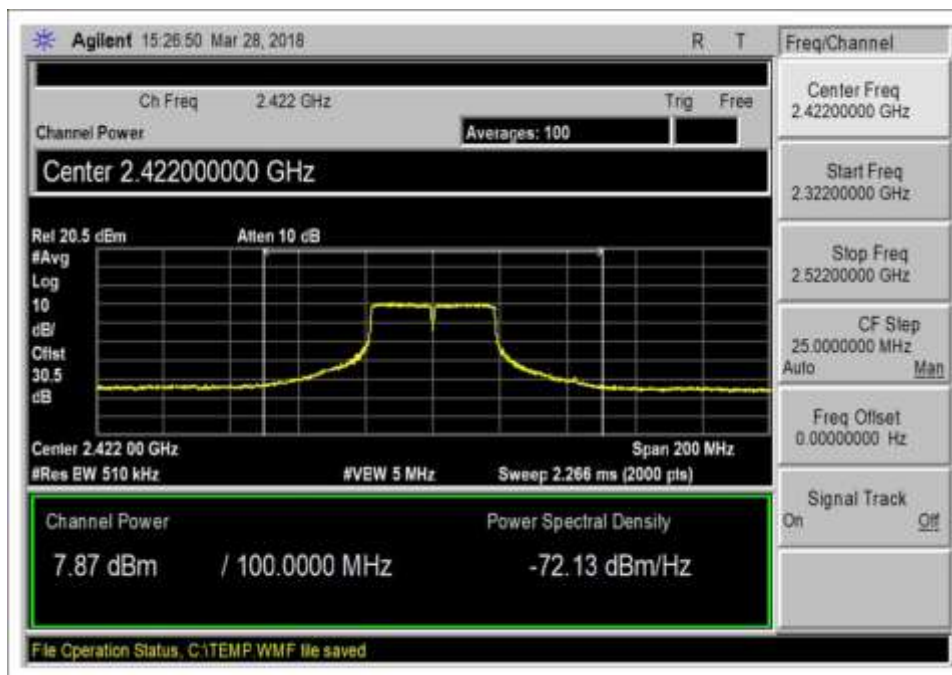 Agilent 15:26:50 Mar 28, 2018 R T
Freq/Channel
Ch Freq 2.422 GHz Trig Free
Channel Power Averages: 100
Center 2.422000000 GHz
Ref 20.5 dBm Atten 10 dB
#Avg
Log
10
dB/
Offst
30.5
dB
Center 2.422 00 GHz Span 200 MHz
#Res BW 510 kHz #VBW 5 MHz Sweep 2.266 ms (2000 pts)
Channel Power Power Spectral Density
7.87 dBm / 100.0000 MHz -72.13 dBm/Hz
File Operation Status, C:\TEMP.WMF file saved
Center Freq
2.42200000 GHz
Start Freq
2.32200000 GHz
Stop Freq
2.52200000 GHz
CF Step
25.0000000 MHz
Auto Man
Freq Offset
0.00000000 Hz
Signal Track
On Off